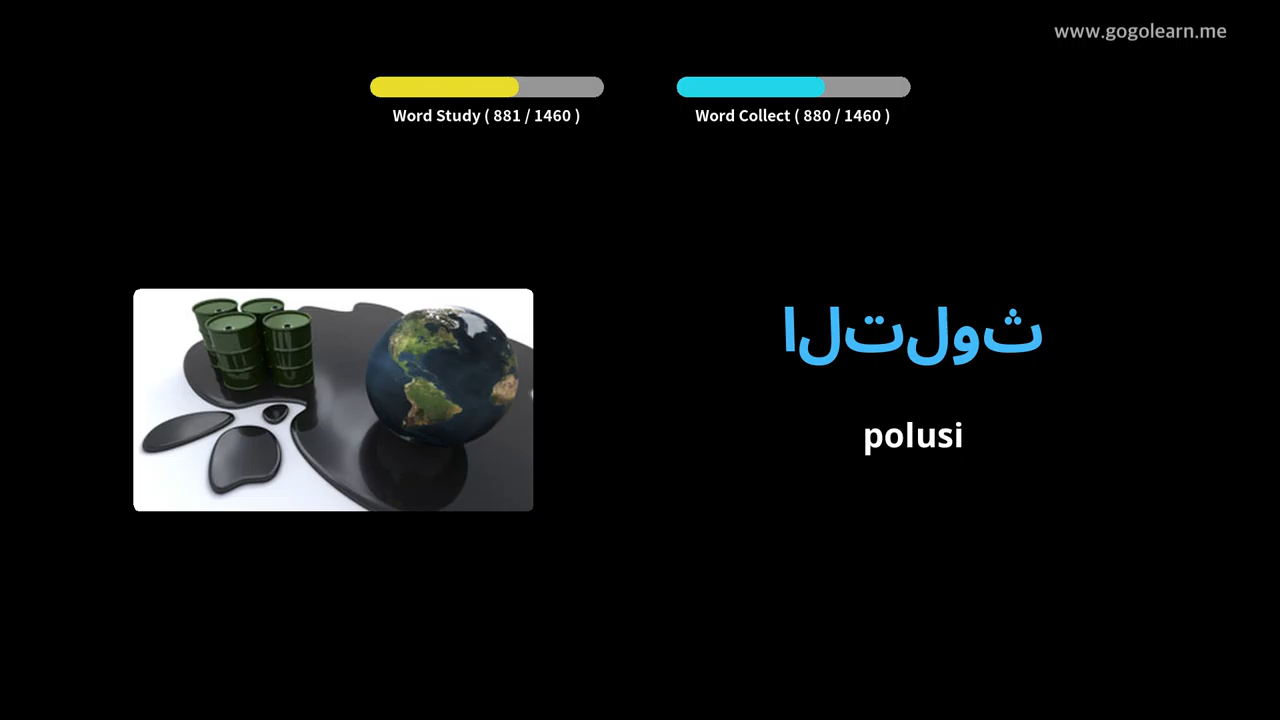 www.gogolearn.me
Word Study ( 881 / 1460 )
Word Collect ( 880 / 1460 )
التلوث
polusi